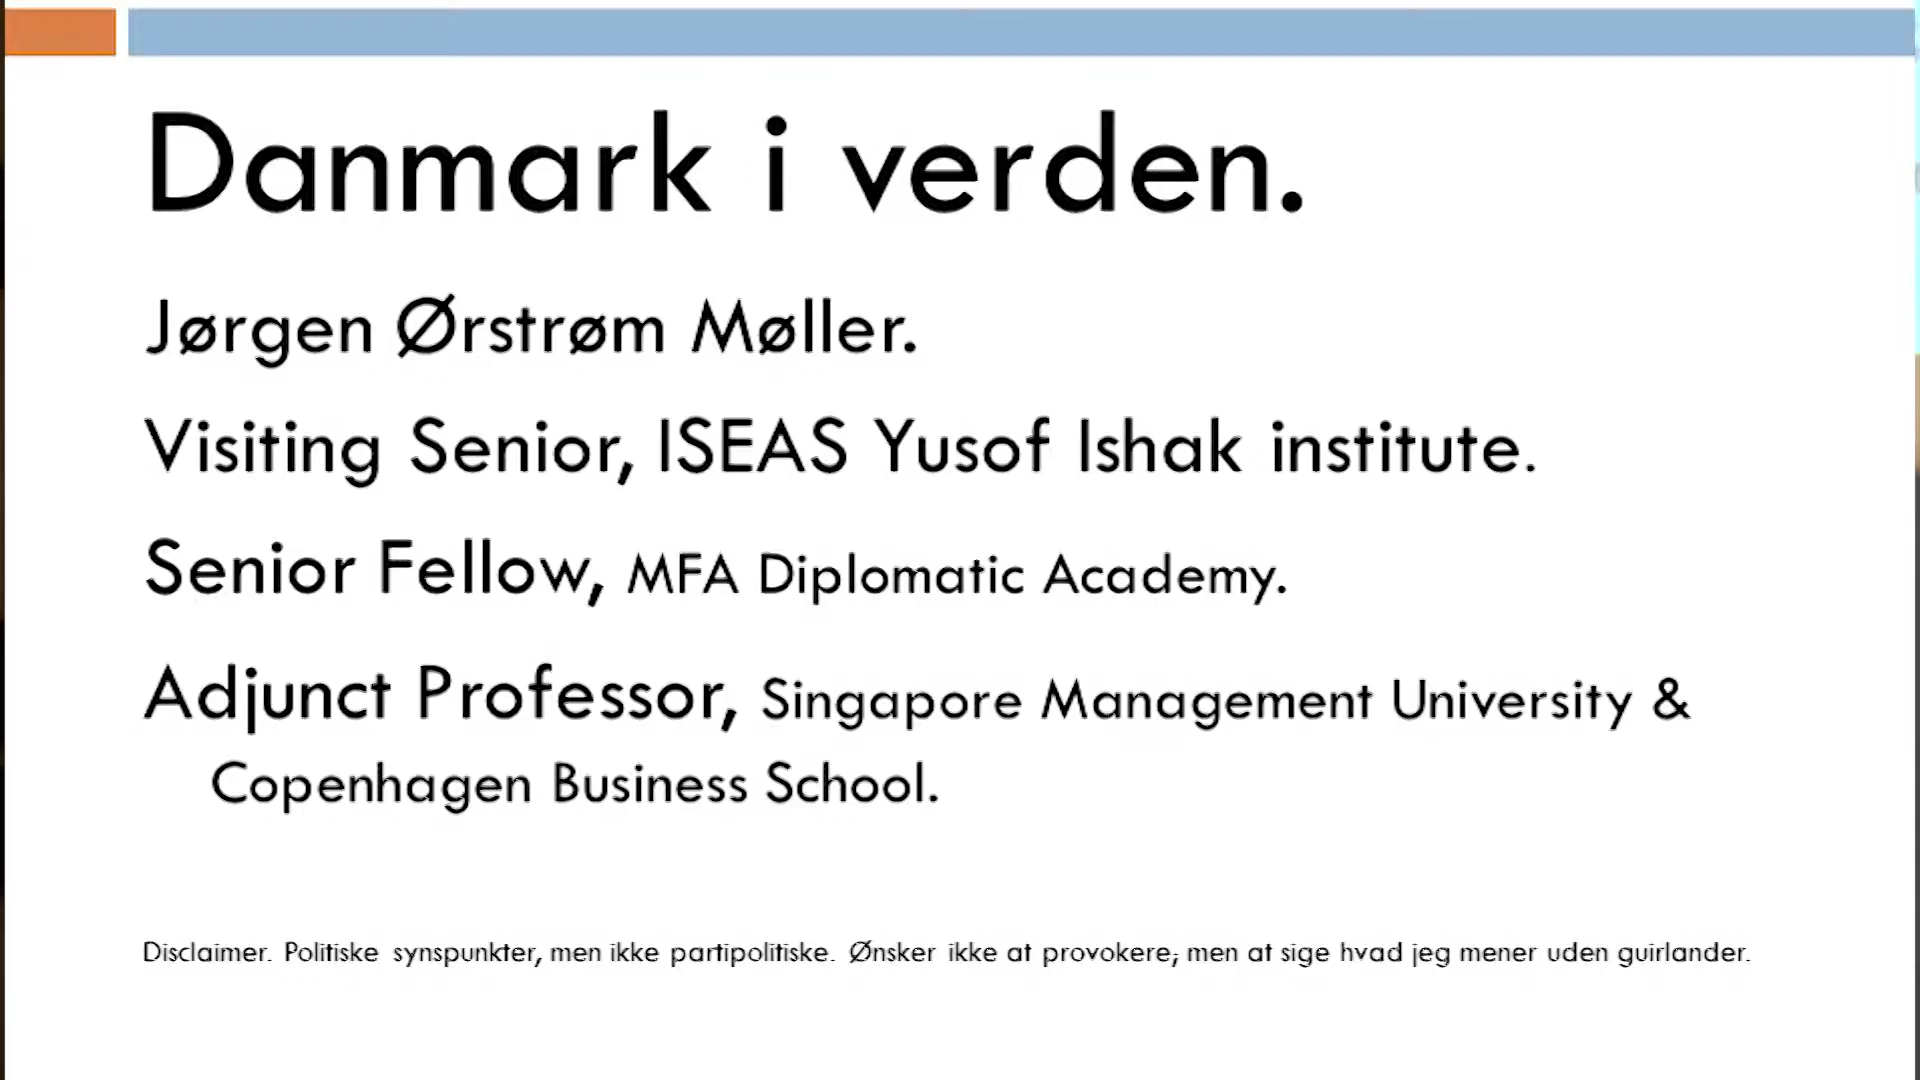 Danmark i verden.
Jørgen Ørstrøm Møller.
Visiting Senior, ISEAS Yusof Ishak institute.
Senior Fellow, MFA Diplomatic Academy.
Adjunct Professor, Singapore Management University &
Copenhagen Business School.
Disclaimer. Politiske synspunkter, men ikke partipolitiske. Ønsker ikke at provokere; men at sige hvad jeg mener uden guirlander.